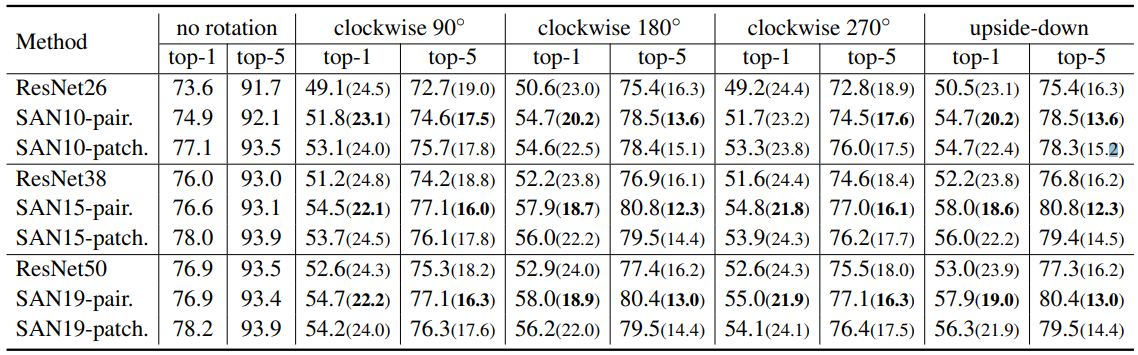 Method no rotation clockwise 90° clockwise 180° clockwise 270° upside-down
top-1 top-5 top-1 top-5 top-1 top-5 top-1 top-5 top-1 top-5
ResNet26 73.6 91.7 49.1(24.5) 72.7(19.0) 50.6(23.0) 75.4(16.3) 49.2(24.4) 72.8(18.9) 50.5(23.1) 75.4(16.3)
SAN10-pair. 74.9 92.1 51.8(23.1) 74.6(17.5) 54.7(20.2) 78.5(13.6) 51.7(23.2) 74.5(17.6) 54.7(20.2) 78.5(13.6)
SAN10-patch. 77.1 93.5 53.1(24.0) 75.7(17.8) 54.6(22.5) 78.4(15.1) 53.3(23.8) 76.0(17.5) 54.7(22.4) 78.3(15.2)
ResNet38 76.0 93.0 51.2(24.8) 74.2(18.8) 52.2(23.8) 76.9(16.1) 51.6(24.4) 74.6(18.4) 52.2(23.8) 76.8(16.2)
SAN15-pair. 76.6 93.1 54.5(22.1) 77.1(16.0) 57.9(18.7) 80.8(12.3) 54.8(21.8) 77.0(16.1) 58.0(18.6) 80.8(12.3)
SAN15-patch. 78.0 93.9 53.7(24.5) 76.1(17.8) 56.0(22.2) 79.5(14.4) 53.9(24.3) 76.2(17.7) 56.0(22.2) 79.4(14.5)
ResNet50 76.9 93.5 52.6(24.3) 75.3(18.2) 52.9(24.0) 77.4(16.2) 52.6(24.3) 75.5(18.0) 53.0(23.9) 77.3(16.2)
SAN19-pair. 76.9 93.4 54.7(22.2) 77.1(16.3) 58.0(18.9) 80.4(13.0) 55.0(21.9) 77.1(16.3) 57.9(19.0) 80.4(13.0)
SAN19-patch. 78.2 93.9 54.2(24.0) 76.3(17.6) 56.2(22.0) 79.5(14.4) 54.1(24.1) 76.4(17.5) 56.3(21.9) 79.5(14.4)